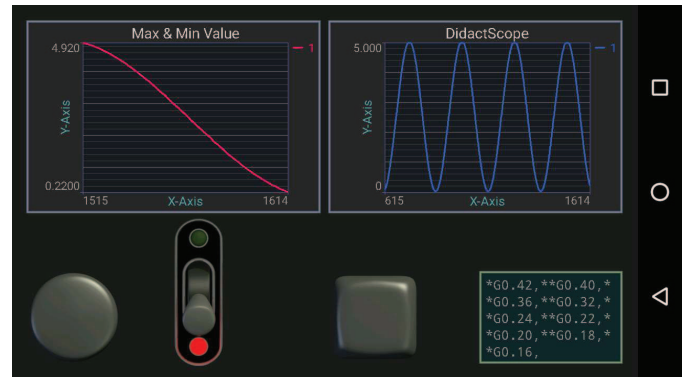 Max & Min Value
4.920
1
Y-Axis
0.2200
1515
X-Axis
1614
DidactScope
5.000
1
Y-Axis
0
615
X-Axis
1614
*G0.42,**G0.40,*
*G0.36,**G0.32,*
*G0.24,**G0.22,*
*G0.20,**G0.18,*
*G0.16,